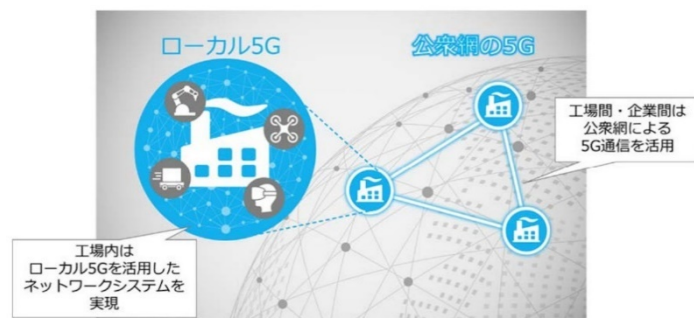 ローカル5G
公衆網の5G
工場間・企業間は
公衆網による
5G通信を活用
工場内は
ローカル5Gを活用した
ネットワークシステムを
実現